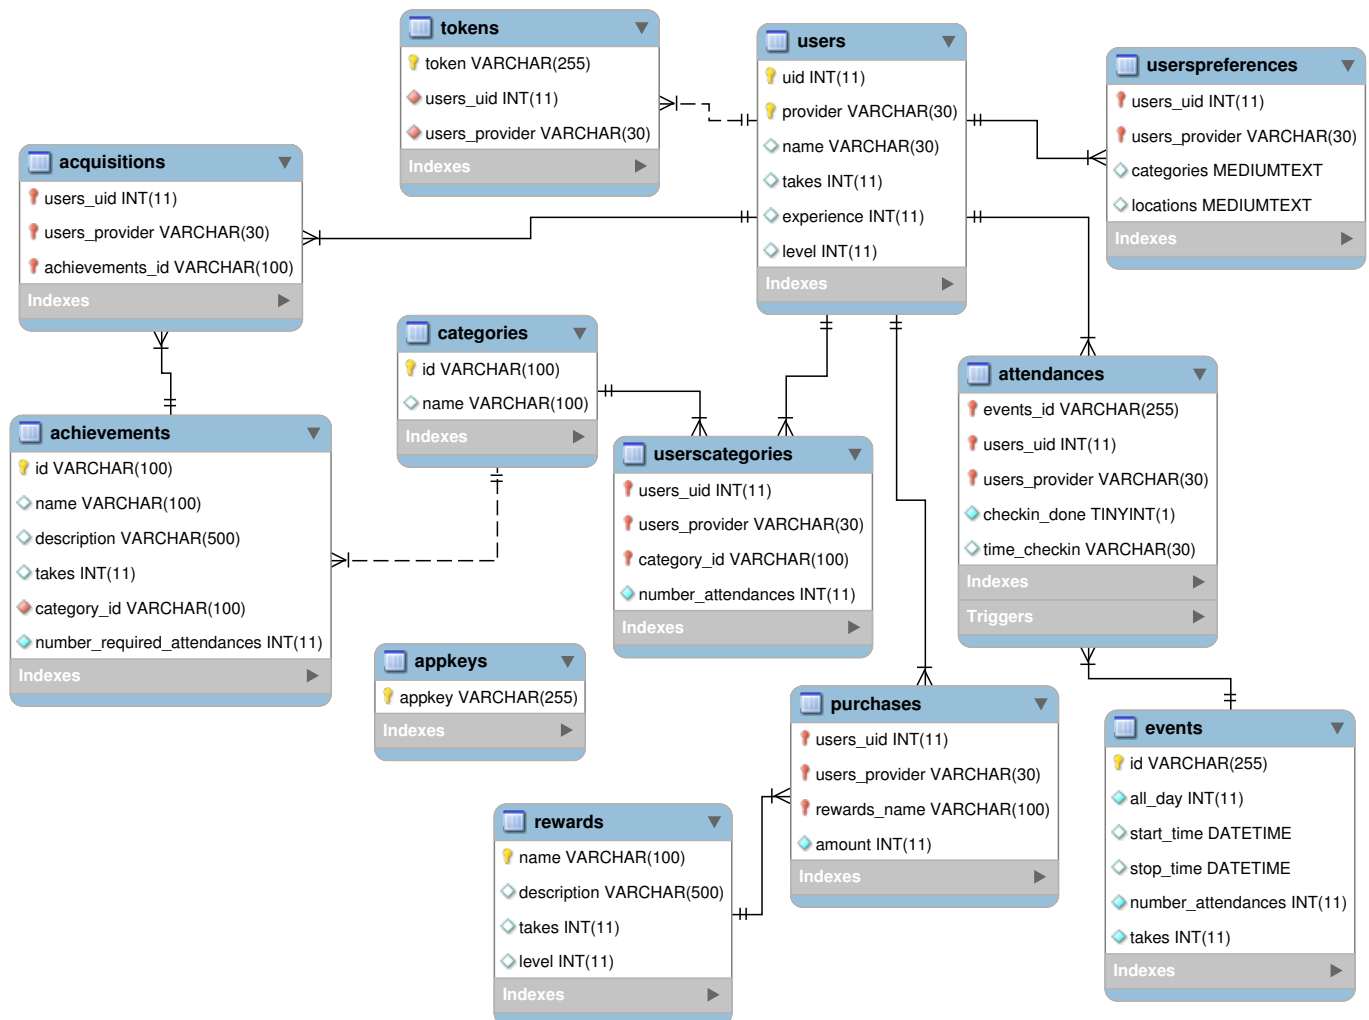 tokens
token VARCHAR(255)
users_uid INT(11)
users_provider VARCHAR(30)
Indexes
users
uid INT(11)
provider VARCHAR(30)
name VARCHAR(30)
takes INT(11)
experience INT(11)
level INT(11)
Indexes
userspreferences
users_uid INT(11)
users_provider VARCHAR(30)
categories MEDIUMTEXT
locations MEDIUMTEXT
Indexes
acquisitions
users_uid INT(11)
users_provider VARCHAR(30)
achievements_id VARCHAR(100)
Indexes
categories
id VARCHAR(100)
name VARCHAR(100)
Indexes
attendances
events_id VARCHAR(255)
users_uid INT(11)
users_provider VARCHAR(30)
checkin_done TINYINT(1)
time_checkin VARCHAR(30)
Indexes
Triggers
achievements
id VARCHAR(100)
name VARCHAR(100)
description VARCHAR(500)
takes INT(11)
category_id VARCHAR(100)
number_required_attendances INT(11)
Indexes
userscategories
users_uid INT(11)
users_provider VARCHAR(30)
category_id VARCHAR(100)
number_attendances INT(11)
Indexes
appkeys
appkey VARCHAR(255)
Indexes
purchases
users_uid INT(11)
users_provider VARCHAR(30)
rewards_name VARCHAR(100)
amount INT(11)
Indexes
events
id VARCHAR(255)
all_day INT(11)
start_time DATETIME
stop_time DATETIME
number_attendances INT(11)
takes INT(11)
Indexes
rewards
name VARCHAR(100)
description VARCHAR(500)
takes INT(11)
level INT(11)
Indexes